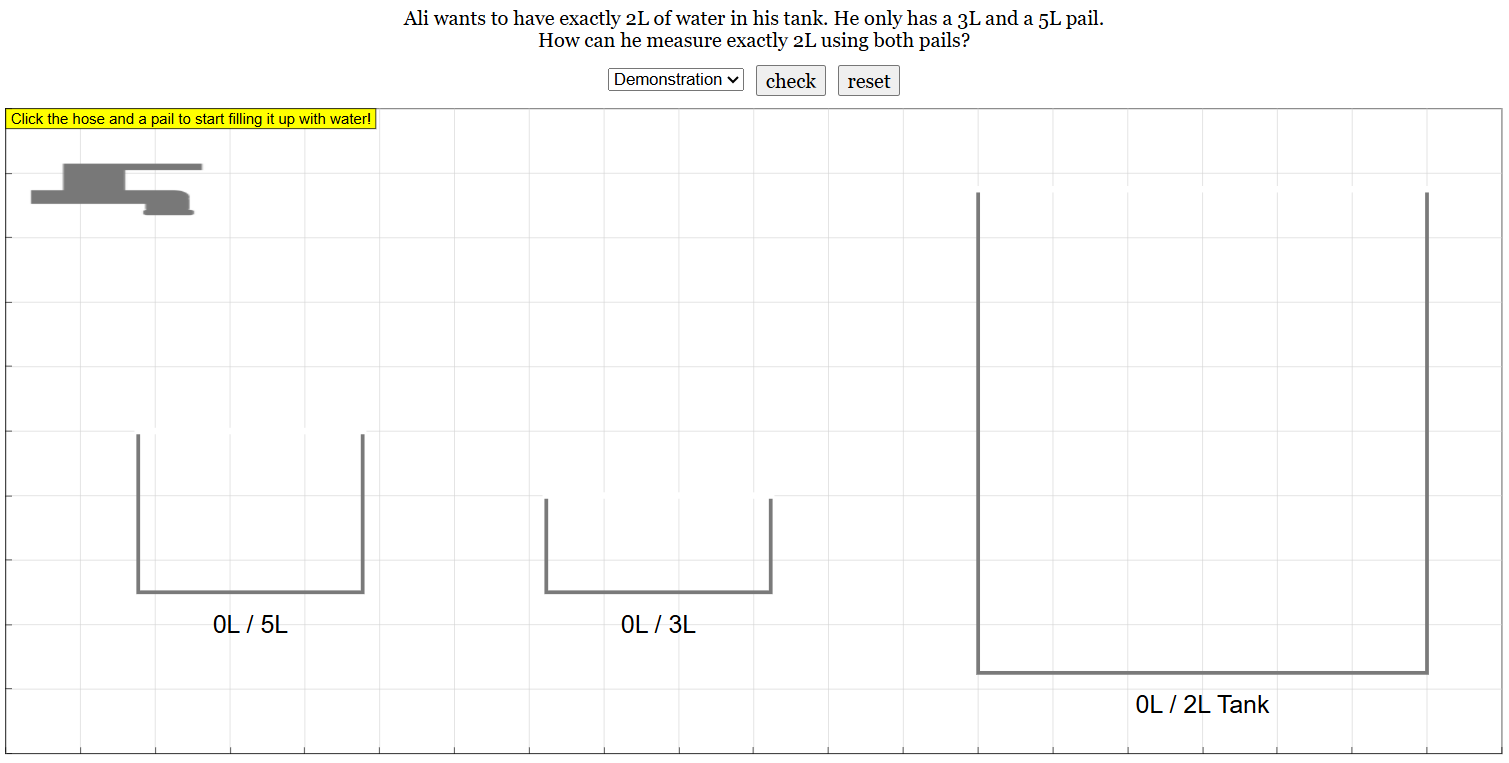 Ali wants to have exactly 2L of water in his tank. He only has a 3L and a 5L pail.
How can he measure exactly 2L using both pails?
Demonstration check reset
Click the hose and a pail to start filling it up with water!
0L / 5L
0L / 3L
0L / 2L Tank